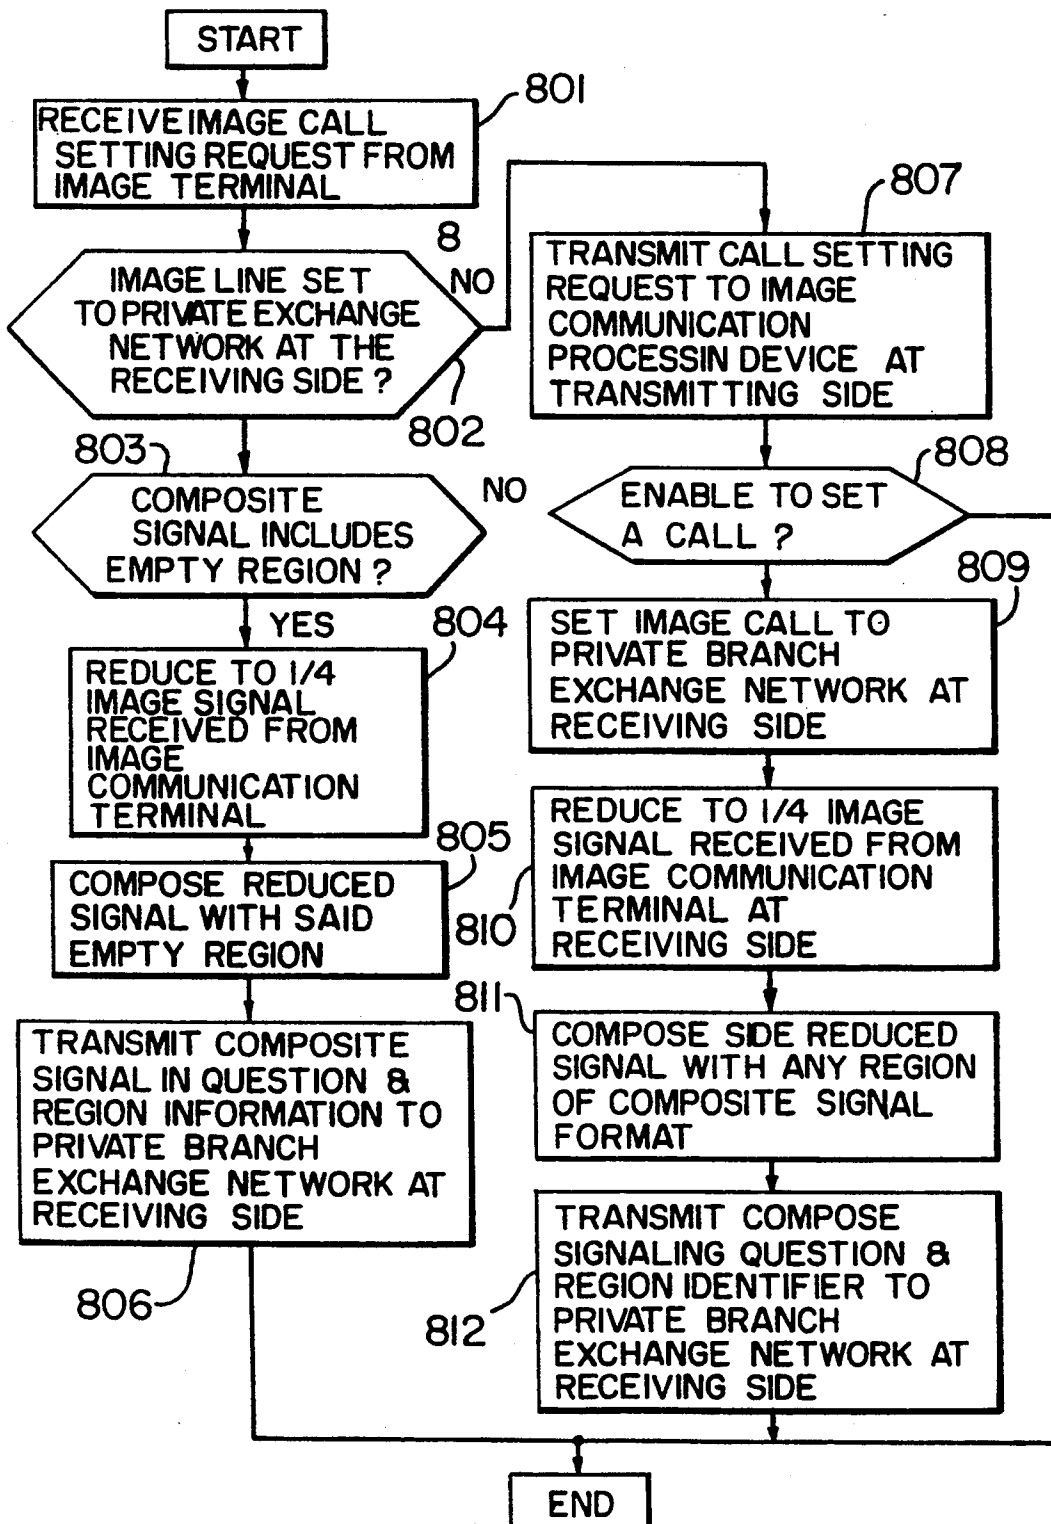 START
801
RECEIVE IMAGE CALL
SETTING REQUEST FROM
IMAGE TERMINAL
8
NO
IMAGE LINE SET
TO PRIVATE EXCHANGE
NETWORK AT THE
RECEIVING SIDE ?
802
803
COMPOSITE
SIGNAL INCLUDES
EMPTY REGION ?
NO
YES
804
REDUCE TO 1/4
IMAGE SIGNAL
RECEIVED FROM
IMAGE
COMMUNICATION
TERMINAL
805
COMPOSE REDUCED
SIGNAL WITH SAID
EMPTY REGION
TRANSMIT COMPOSITE
SIGNAL IN QUESTION &
REGION INFORMATION TO
PRIVATE BRANCH
EXCHANGE NETWORK AT
RECEIVING SIDE
806
807
TRANSMIT CALL SETTING
REQUEST TO IMAGE
COMMUNICATION
PROCESSIN DEVICE AT
TRANSMITTING SIDE
808
ENABLE TO SET
A CALL ?
809
SET IMAGE CALL TO
PRIVATE BRANCH
EXCHANGE NETWORK AT
RECEIVING SIDE
REDUCE TO 1/4 IMAGE
SIGNAL RECEIVED FROM
IMAGE COMMUNICATION
TERMINAL AT
RECEIVING SIDE
810
811
COMPOSE SIDE REDUCED
SIGNAL WITH ANY REGION
OF COMPOSITE SIGNAL
FORMAT
TRANSMIT COMPOSE
SIGNALING QUESTION &
REGION IDENTIFIER TO
PRIVATE BRANCH
EXCHANGE NETWORK AT
RECEIVING SIDE
812
END